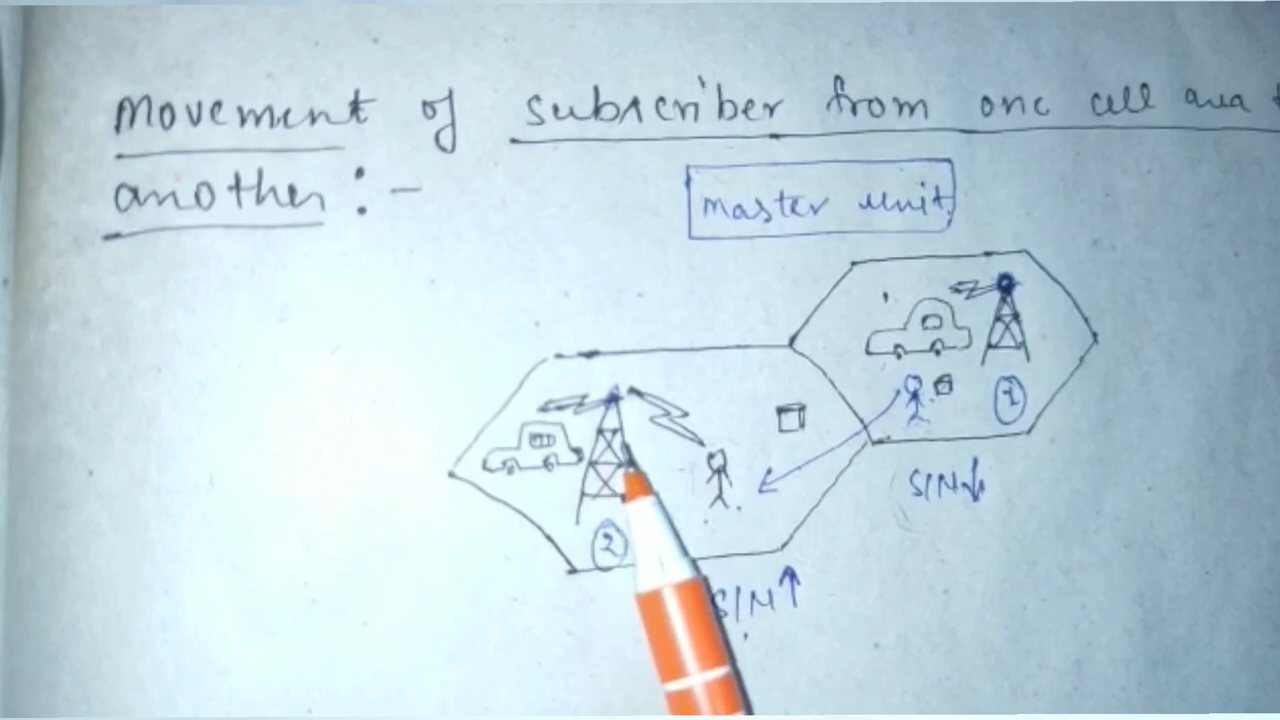 Movement of subscriber from one cell area
another : -
master unit
1
S/N↓
2
S/N↑